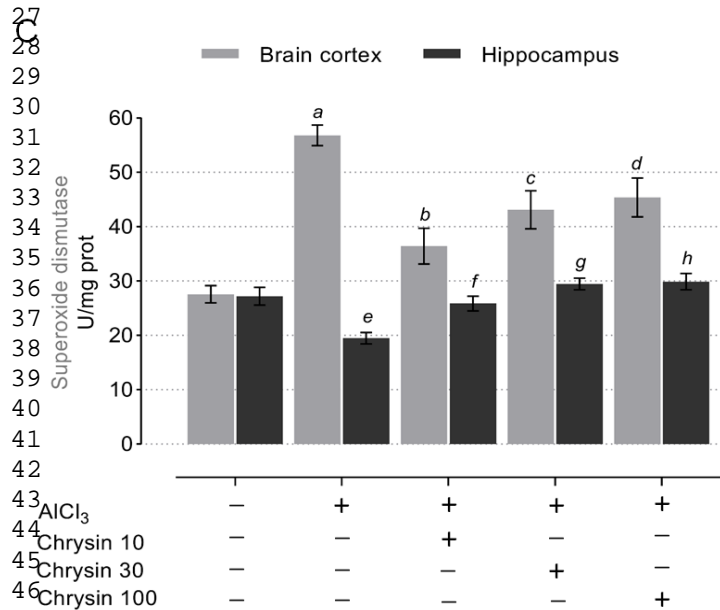 27
C
28
29
30
31
32
33
34
35
36
37
38
39
40
41
42
43
44
45
46
Brain cortex Hippocampus
Superoxide dismutase
U/mg prot
60
50
40
30
20
10
0
a
b
c
d
e
f
g
h
AlCl3 – + + + +
Chrysin 10 – – + – –
Chrysin 30 – – – + –
Chrysin 100 – – – – +